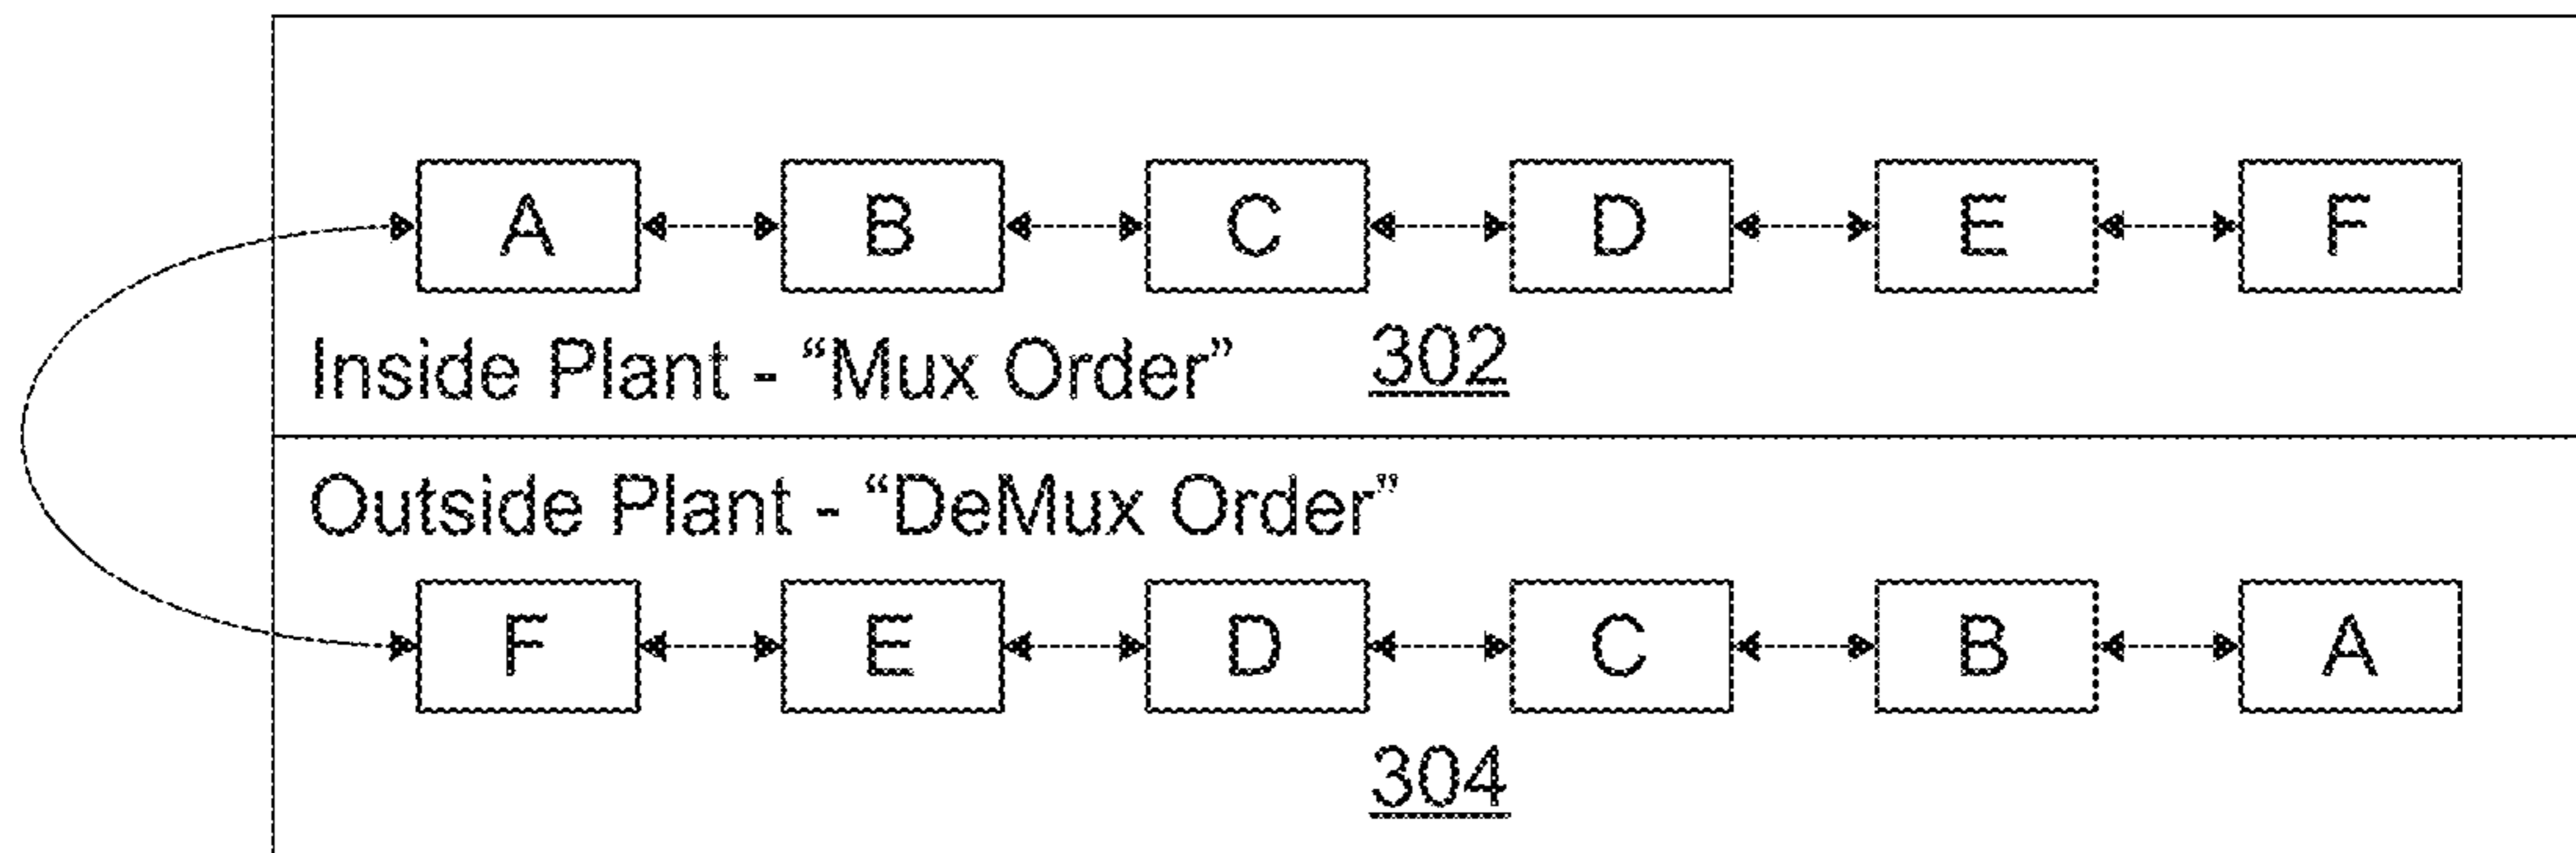 A B C D E F
Inside Plant - “Mux Order” 302
Outside Plant - “DeMux Order”
F E D C B A
304